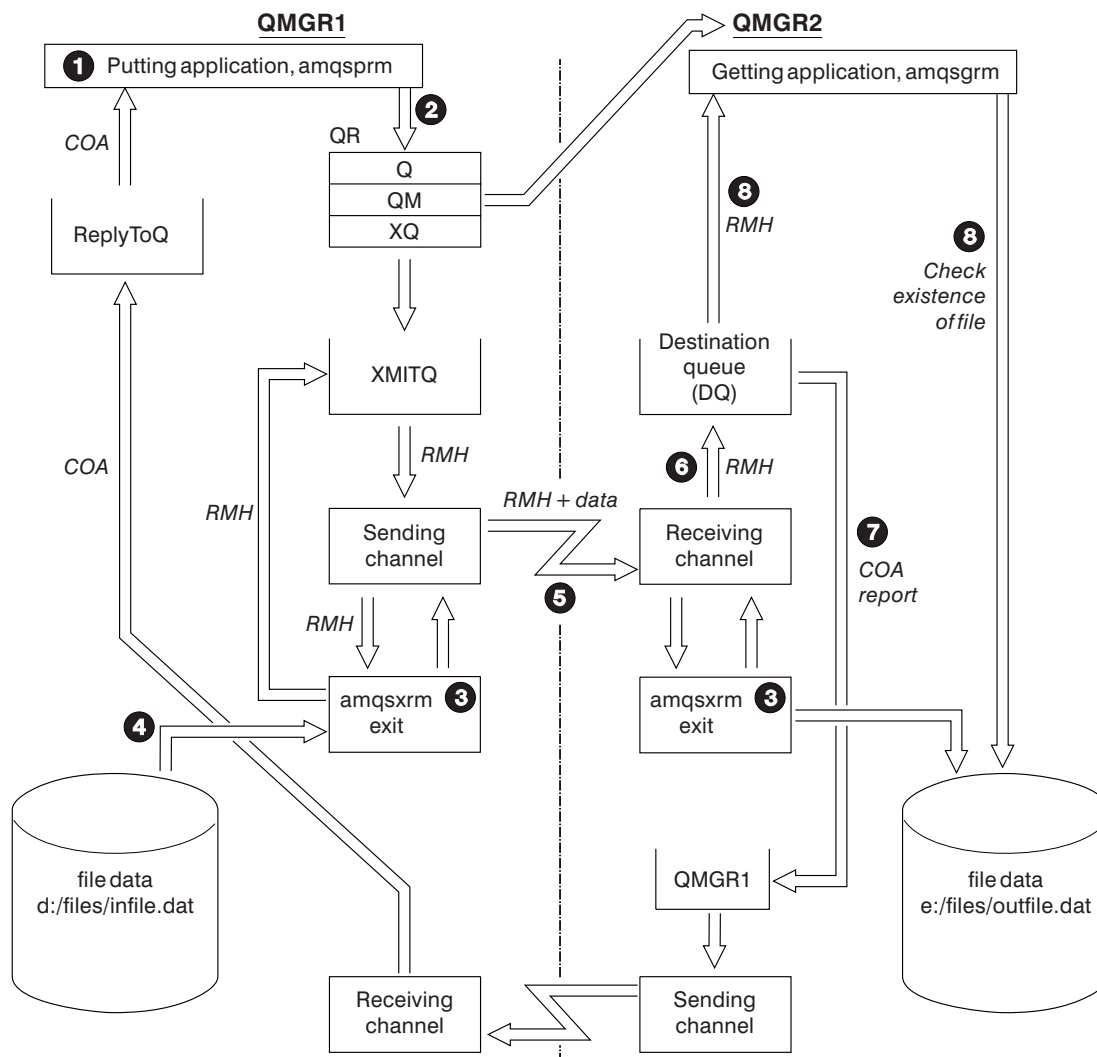 QMGR1
QMGR2
1 Putting application, amqsprm
Getting application, amqsgrm
2
COA
QR
Q
QM
XQ
8
RMH
ReplyToQ
8
Check
existence
of file
XMITQ
Destination
queue
(DQ)
COA
RMH
RMH
6 RMH
RMH + data
Sending
channel
Receiving
channel
7
COA
report
5
RMH
amqsxrm
exit
3
amqsxrm
exit
3
4
file data
d:/files/infile.dat
QMGR1
file data
e:/files/outfile.dat
Receiving
channel
Sending
channel